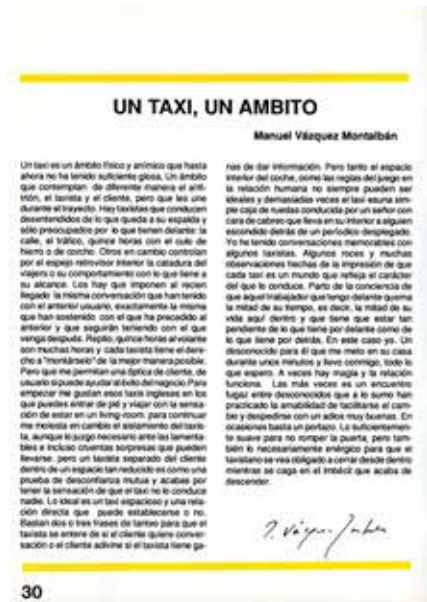 UN TAXI, UN AMBITO
Manuel Vázquez Montalbán
Un taxi es un ámbito físico y anímico que hasta
ahora no ha tenido suficiente glosa. Un ámbito
que contemplan de diferente manera el anfi-
trión, el taxista y el cliente, pero que les une
durante el trayecto. Hay taxistas que conducen
desentendidos de lo que queda a su espalda y
sólo preocupados por lo que tienen delante: la
calle, el tráfico, quince horas con el culo de
hierro o de corcho. Otros en cambio controlan
por el espejo retrovisor interior la catadura del
viajero o su comportamiento con lo que tiene a
su alcance. Los hay que imponen al recien
llegado la misma conversación que han tenido
con el anterior usuario, exactamente la misma
que han sostenido con el que ha precedido al
anterior y que seguirán teniendo con el que
venga después. Repito, quince horas al volante
son muchas horas y cada taxista tiene el dere-
cho a "montárselo" de la mejor manera posible.
Pero que me permitan una óptica de cliente, de
usuario si puede ayudar al éxito del negocio. Para
empezar me gustan esos taxis ingleses en los
que puedes entrar de pié y viajar con la sensa-
ción de estar en un living-room. para continuar
me molesta en cambio el aislamiento del taxis-
ta, aunque lo juzgo necesario ante las lamenta-
bles e incluso cruentas sorpresas que pueden
llevarse. pero un taxista separado del cliente
dentro de un espacio tan reducido es como una
prueba de desconfianza mutua y acabas por
tener la sensación de que el taxi no lo conduce
nadie. Lo ideal es un taxi espacioso y una rela-
ción directa que puede establecerse o no.
Bastan dos o tres frases de tanteo para que el
taxista se entere de si el cliente quiere conver-
sación o el cliente adivine si el taxista tiene ga-
nas de dar información. Pero tanto el espacio
interior del coche, como las reglas del juego en
la relación humana no siempre pueden ser
ideales y demasiadas veces el taxi es una sim-
ple caja de ruedas conducida por un señor con
cara de cabreo que lleva en su interior a alguien
escondido detrás de un periodico desplegado.
Yo he tenido conversaciones memorables con
algunos taxistas. Algunos roces y muchas
observaciones hechas de la impresión de que
cada taxi es un mundo que refleja el carácter
del que lo conduce. Parto de la conciencia de
que aquel trabajador que tengo delante quema
la mitad de su tiempo, es decir, la mitad de su
vida aquí dentro y que tiene que estar tan
pendiente de lo que tiene por delante como de
lo que tiene por detrás. En este caso yo. Un
desconocido para él que me meto en su casa
durante unos minutos y llevo conmigo, todo lo
que espero. A veces hay magia y la relación
funciona. Las más veces es un encuentro
fugaz entre desconocidos que a lo sumo han
practicado la amabilidad de facilitarse el cam-
bio y despedirse con un adios muy buenas. En
ocasiones basta un portazo. Lo suficientemen-
te suave para no romper la puerta, pero tam-
bién lo necesariamente enérgico para que el
taxista no se vea obligado a cerrar desde dentro
mientras se caga en el imbécil que acaba de
descender.
30